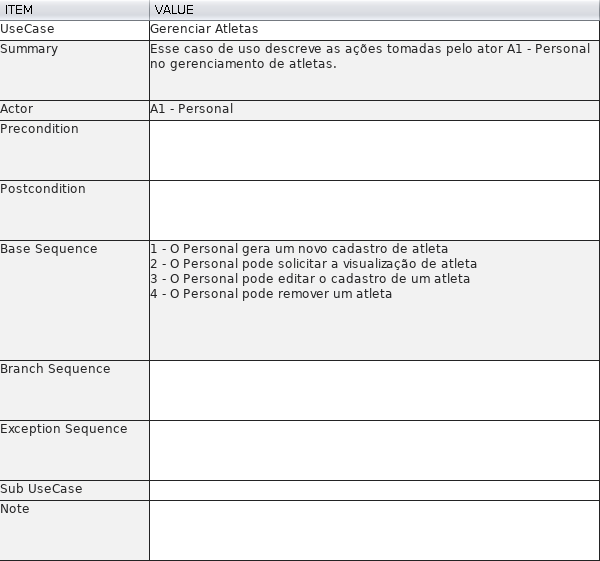 ITEM VALUE
UseCase Gerenciar Atletas
Summary Esse caso de uso descreve as ações tomadas pelo ator A1 - Personal
no gerenciamento de atletas.
Actor A1 - Personal
Precondition
Postcondition
Base Sequence 1 - O Personal gera um novo cadastro de atleta
2 - O Personal pode solicitar a visualização de atleta
3 - O Personal pode editar o cadastro de um atleta
4 - O Personal pode remover um atleta
Branch Sequence
Exception Sequence
Sub UseCase
Note